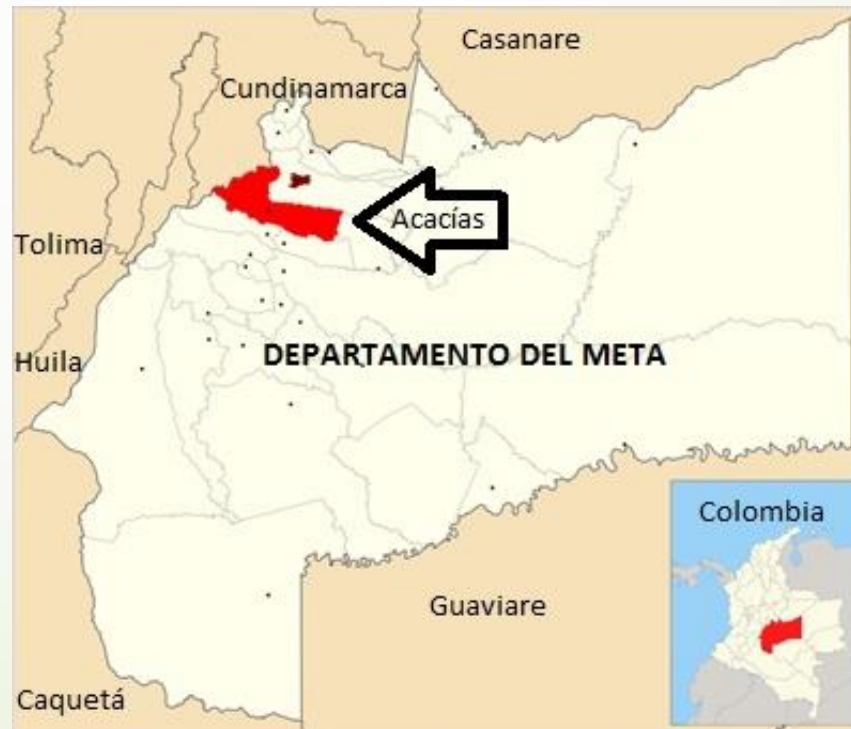 Casanare
Cundinamarca
Acacías
Tolima
Huila
DEPARTAMENTO DEL META
Colombia
Guaviare
Caquetá